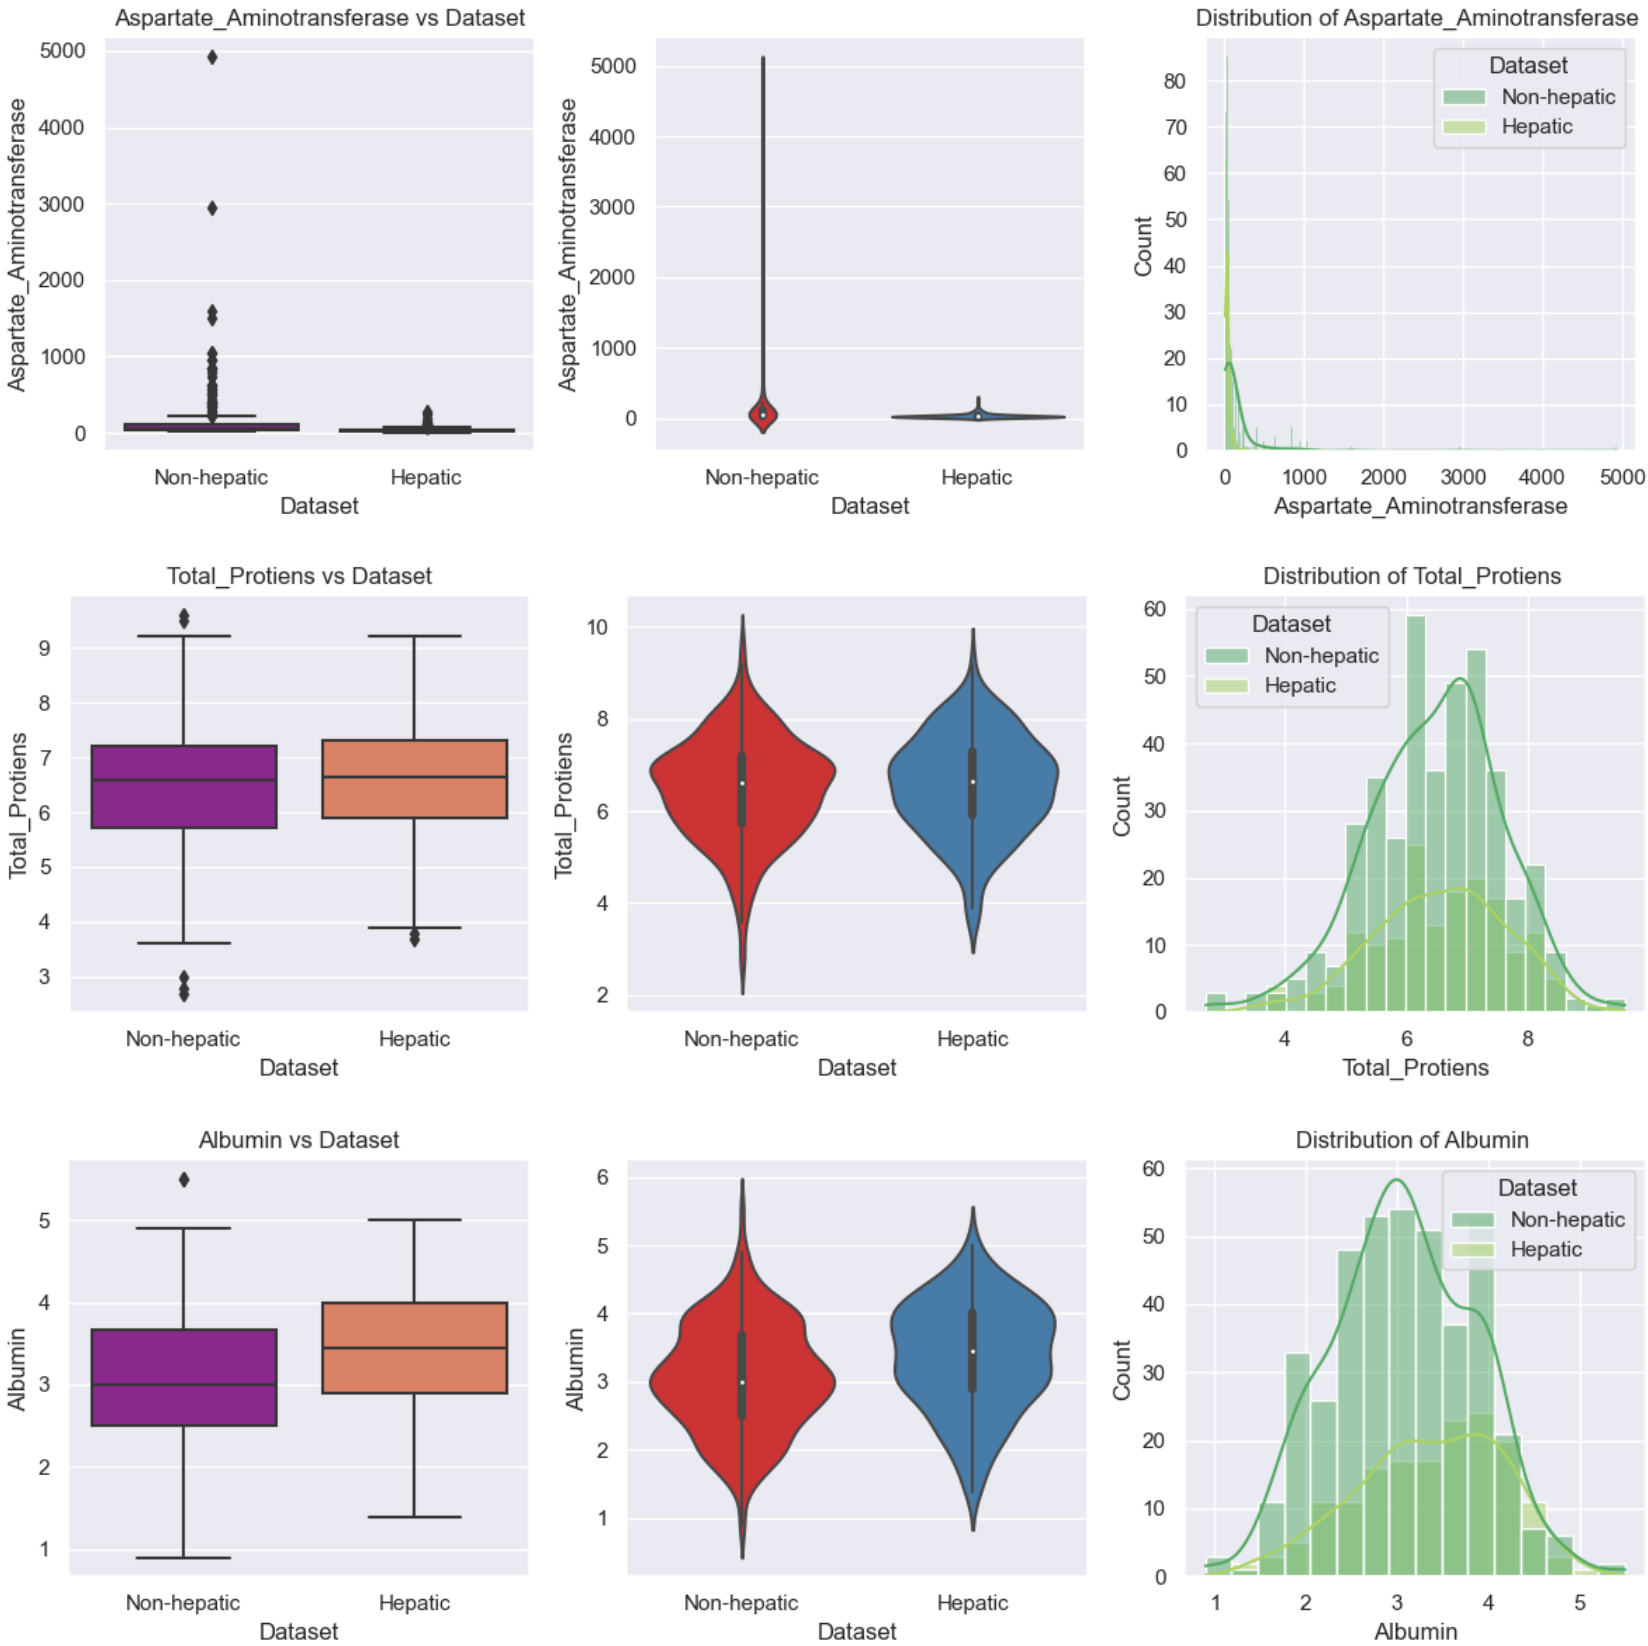 Aspartate_Aminotransferase vs Dataset
Aspartate_Aminotransferase
5000
4000
3000
2000
1000
0
Non-hepatic Hepatic
Dataset
Aspartate_Aminotransferase
5000
4000
3000
2000
1000
0
Non-hepatic Hepatic
Dataset
Distribution of Aspartate_Aminotransferase
Dataset
Non-hepatic
Hepatic
Count
80
70
60
50
40
30
20
10
0
0 1000 2000 3000 4000 5000
Aspartate_Aminotransferase
Total_Protiens vs Dataset
Total_Protiens
9
8
7
6
5
4
3
Non-hepatic Hepatic
Dataset
Total_Protiens
10
8
6
4
2
Non-hepatic Hepatic
Dataset
Distribution of Total_Protiens
Dataset
Non-hepatic
Hepatic
Count
60
50
40
30
20
10
0
4 6 8
Total_Protiens
Albumin vs Dataset
Albumin
5
4
3
2
1
Non-hepatic Hepatic
Dataset
Albumin
6
5
4
3
2
1
Non-hepatic Hepatic
Dataset
Distribution of Albumin
Dataset
Non-hepatic
Hepatic
Count
60
50
40
30
20
10
0
1 2 3 4 5
Albumin